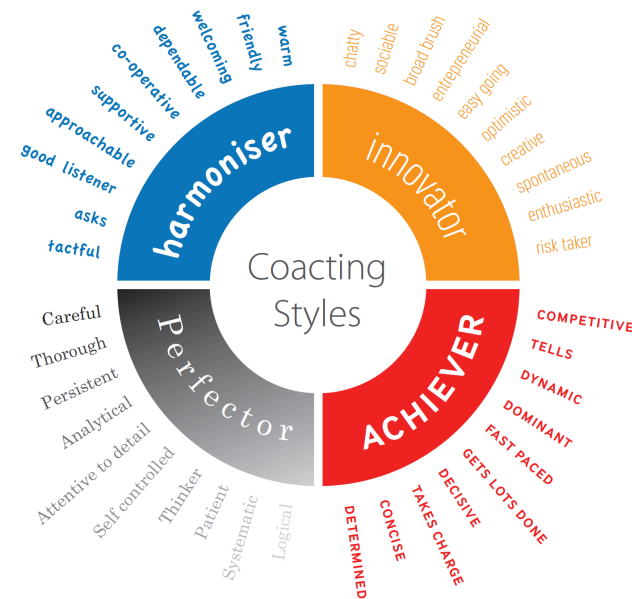 Coacting
Styles
harmoniser
tactful
asks
good listener
approachable
supportive
co-operative
dependable
welcoming
friendly
warm
innovator
chatty
sociable
broad brush
entrepreneurial
easy going
optimistic
creative
spontaneous
enthusiastic
risk taker
ACHIEVER
COMPETITIVE
TELLS
DYNAMIC
DOMINANT
FAST PACED
GETS LOTS DONE
DECISIVE
TAKES CHARGE
CONCISE
DETERMINED
Perfector
Careful
Thorough
Persistent
Analytical
Attentive to detail
Self controlled
Thinker
Patient
Systematic
Logical